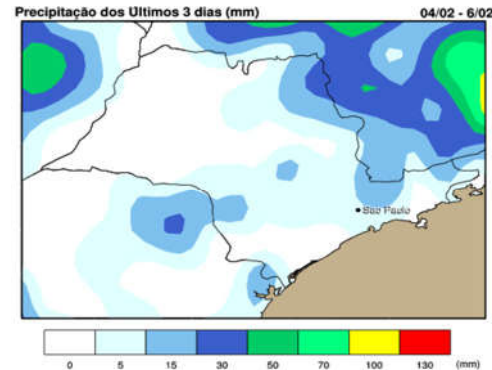 Precipitação dos Últimos 3 dias (mm) 04/02 - 6/02
São Paulo
0 5 15 30 50 70 100 130 (mm)